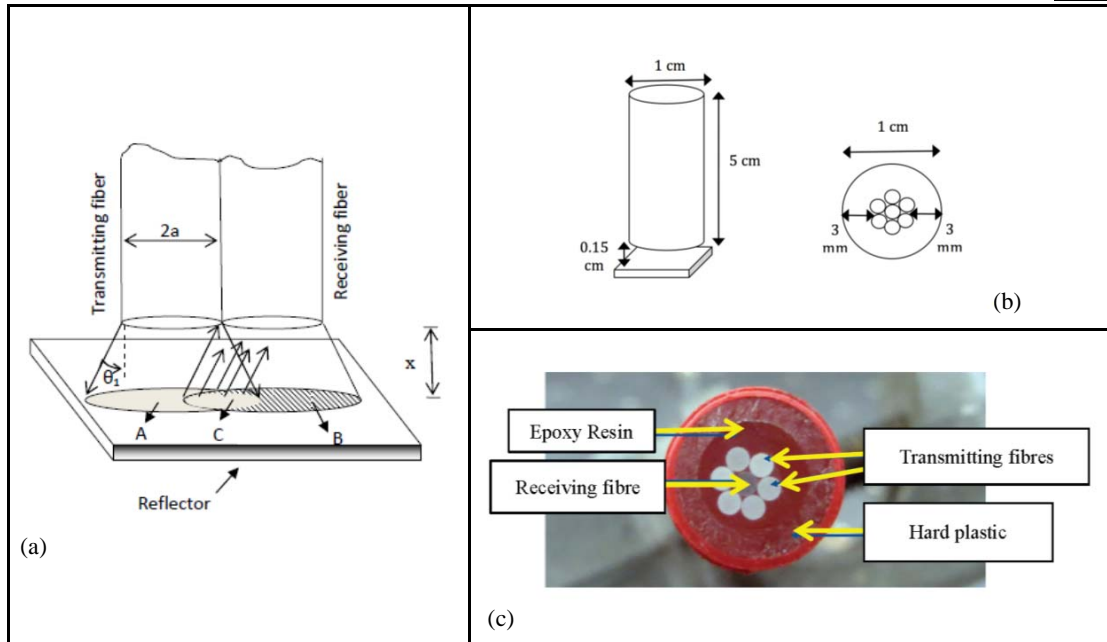 Transmitting fiber
2a
Receiving fiber
θ1
x
A
C
B
Reflector
(a)
1 cm
5 cm
0.15
cm
1 cm
3
mm
3
mm
(b)
Epoxy Resin
Receiving fibre
Transmitting fibres
Hard plastic
(c)